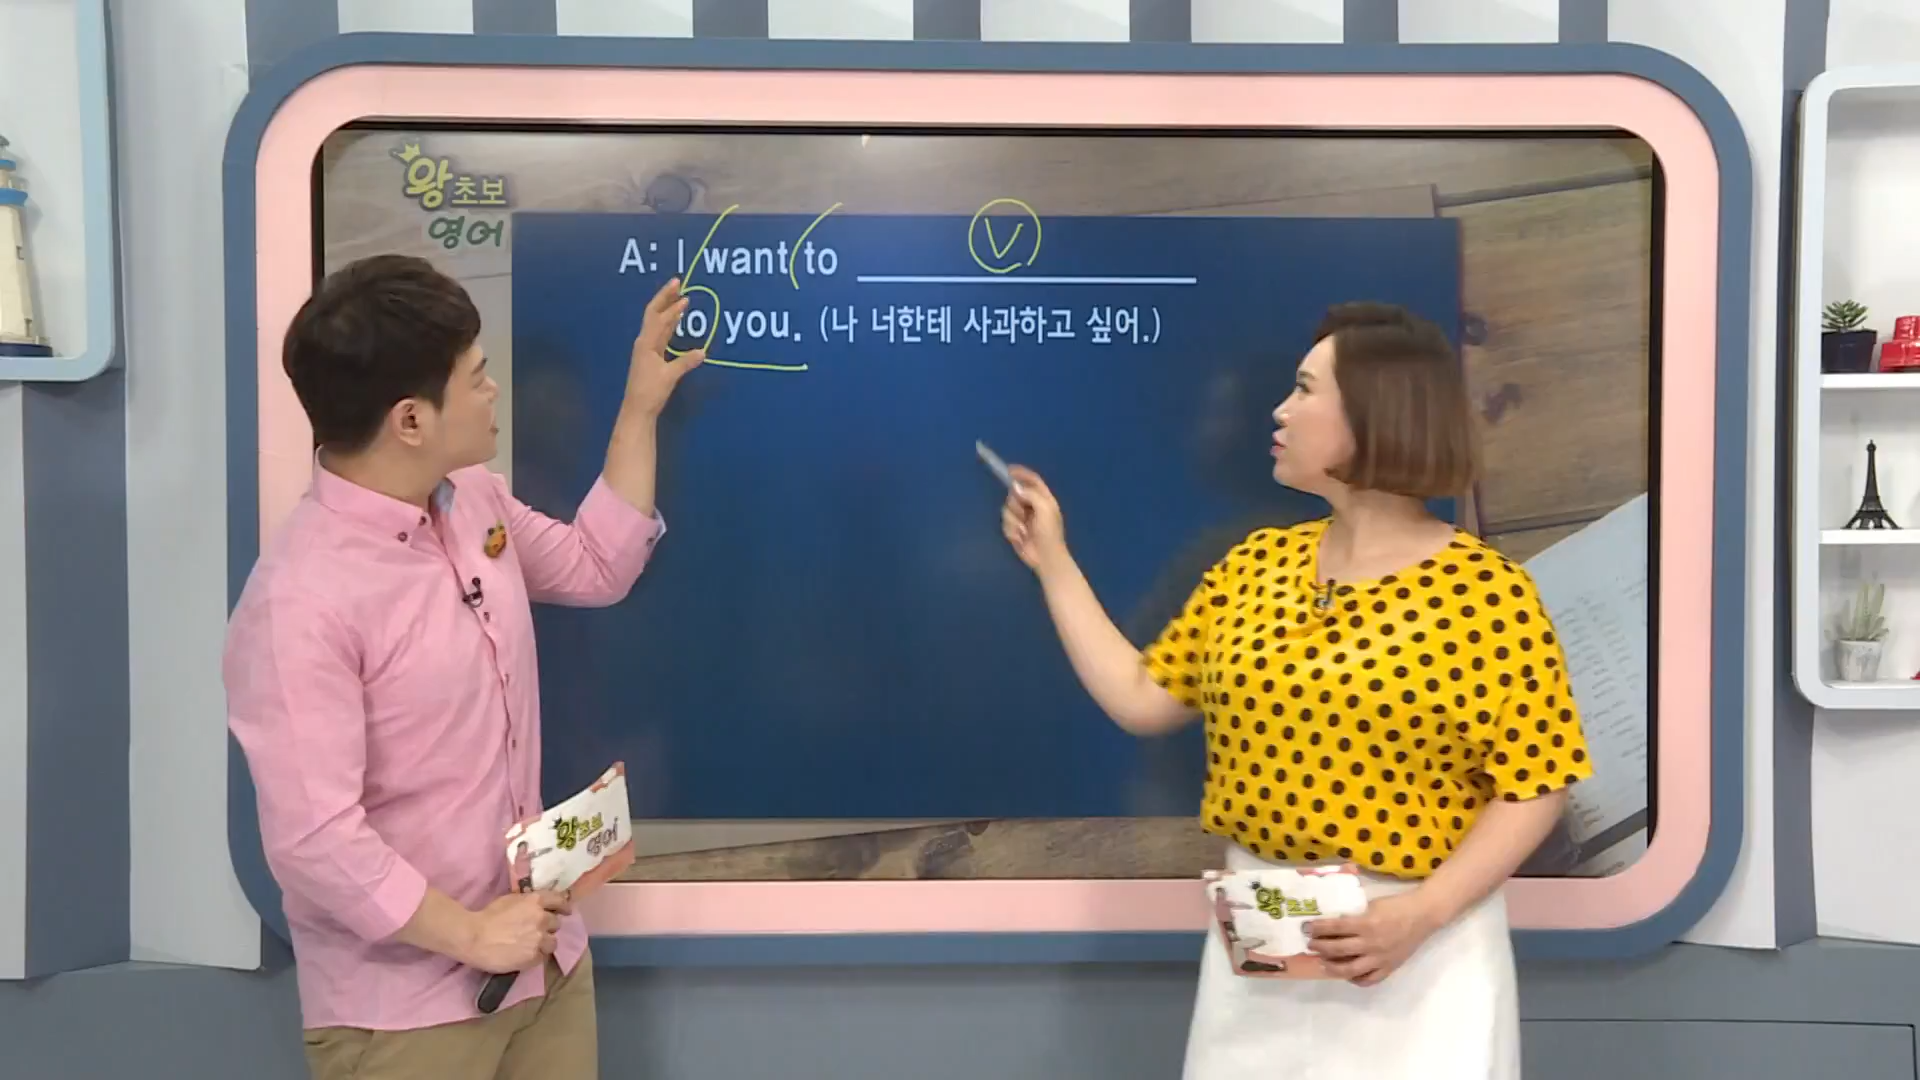 왕초보
영어
A: I want to ____________ V
to you. (나 너한테 사과하고 싶어.)
왕초보
영어
왕초보